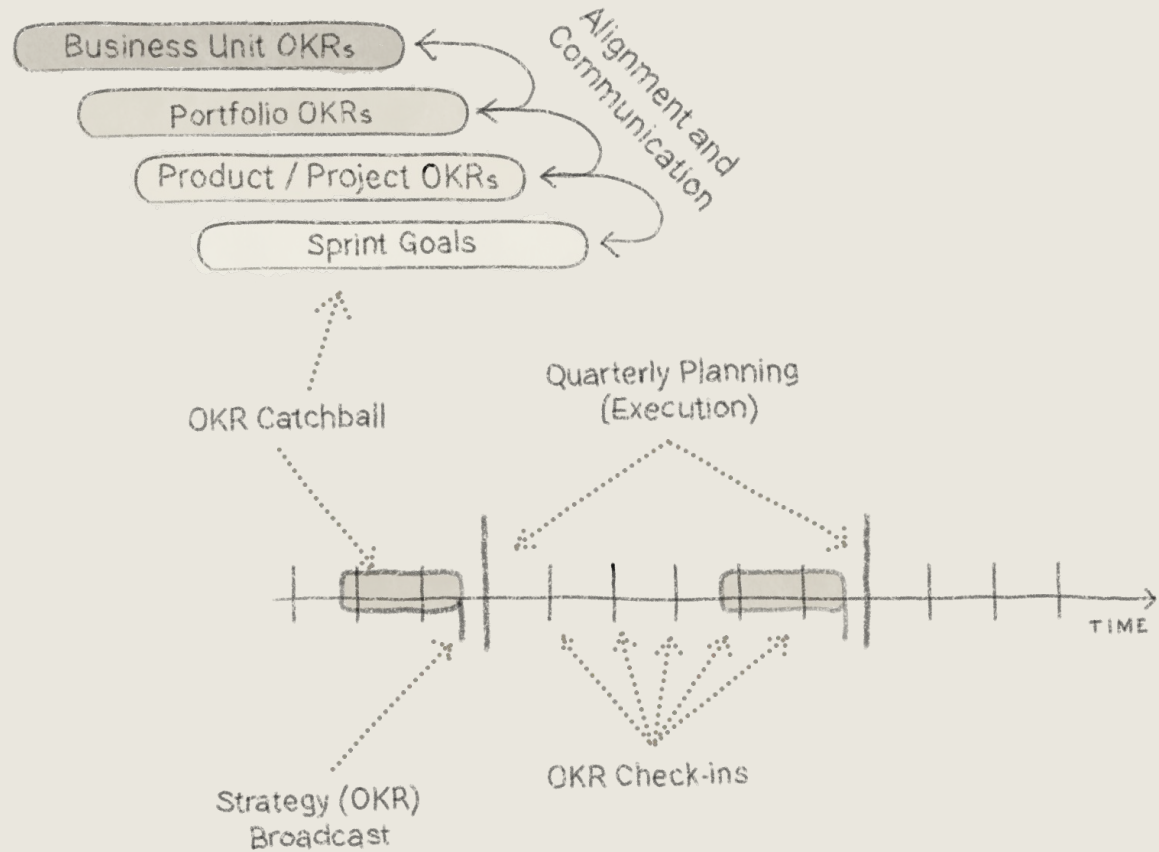 Business Unit OKRs
Portfolio OKRs
Product / Project OKRs
Sprint Goals
Alignment and
Communication
OKR Catchball
Quarterly Planning
(Execution)
TIME
OKR Check-ins
Strategy (OKR)
Broadcast